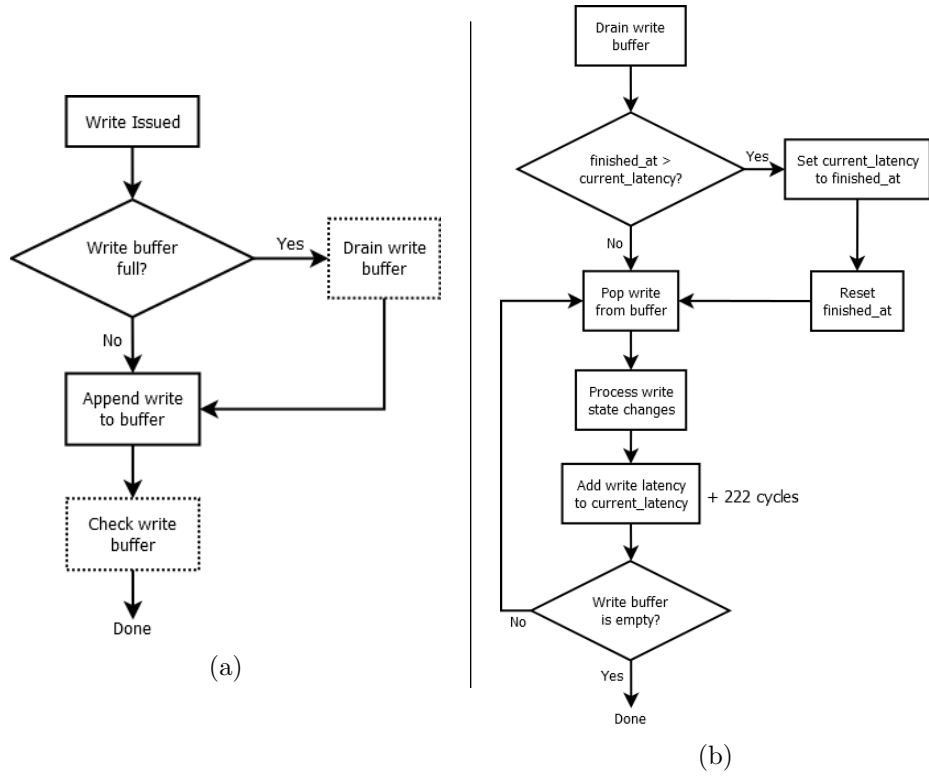 Write Issued
Write buffer
full?
Yes
Drain write
buffer
No
Append write
to buffer
Check write
buffer
Done
(a)
Drain write
buffer
finished_at >
current_latency?
Yes
Set current_latency
to finished_at
No
Pop write
from buffer
Reset
finished_at
Process write
state changes
Add write latency
to current_latency
+ 222 cycles
Write buffer
is empty?
No
Yes
Done
(b)